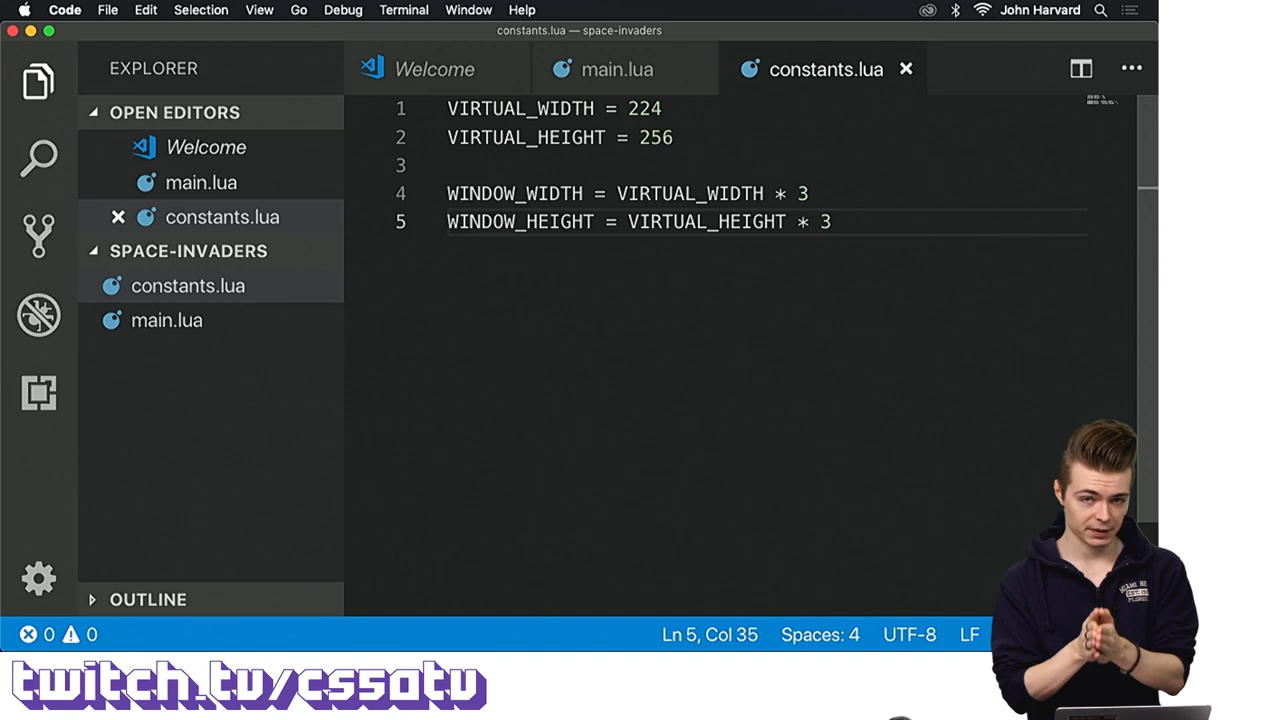 Code File Edit Selection View Go Debug Terminal Window Help John Harvard
constants.lua — space-invaders
EXPLORER
Welcome main.lua constants.lua
OPEN EDITORS
Welcome
main.lua
constants.lua
SPACE-INVADERS
constants.lua
main.lua
OUTLINE
1 VIRTUAL_WIDTH = 224
2 VIRTUAL_HEIGHT = 256
3
4 WINDOW_WIDTH = VIRTUAL_WIDTH * 3
5 WINDOW_HEIGHT = VIRTUAL_HEIGHT * 3
0 0 Ln 5, Col 35 Spaces: 4 UTF-8 LF
twitch.tv/cs50tv
MIAMI
EST.
FLORIDA